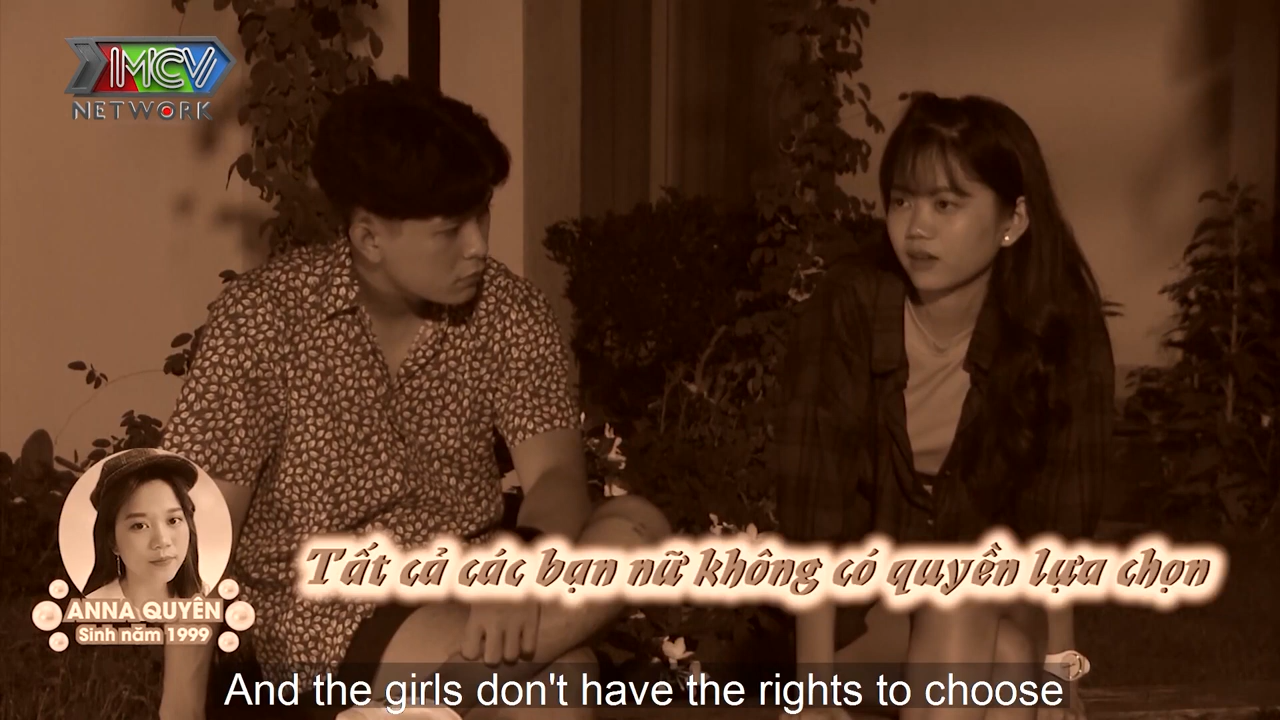 MCV
NETWORK
Tất cả các bạn nữ không có quyền lựa chọn
ANNA QUYÊN
Sinh năm 1999
And the girls don't have the rights to choose